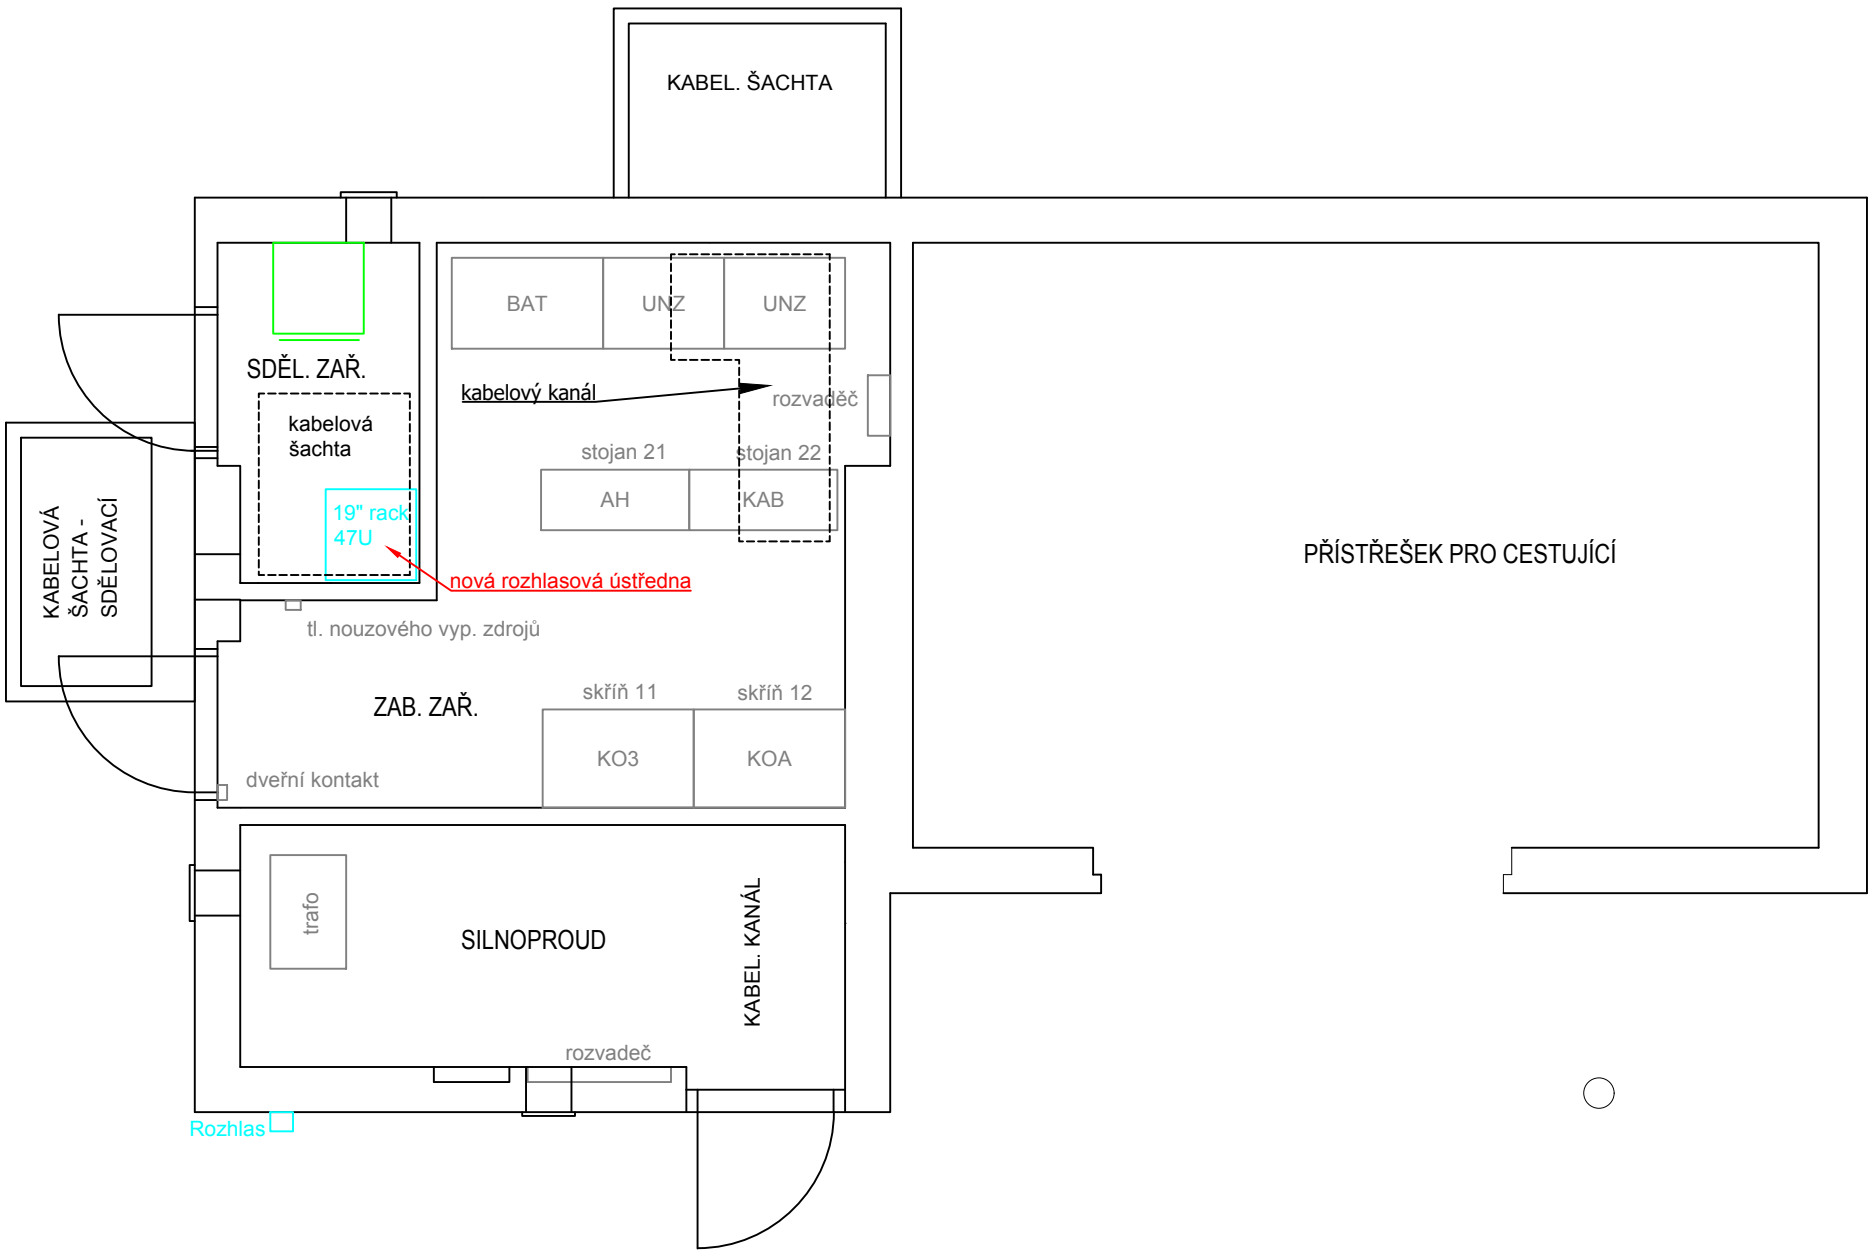 KABEL. ŠACHTA
BAT
UNZ
UNZ
SDĚL. ZAŘ.
kabelový kanál
rozvaděč
kabelová
šachta
stojan 21
stojan 22
AH
KAB
19" rack
47U
KABELOVÁ
ŠACHTA -
SDĚLOVACÍ
PŘÍSTŘEŠEK PRO CESTUJÍCÍ
nová rozhlasová ústředna
tl. nouzového vyp. zdrojů
skříň 11
skříň 12
ZAB. ZAŘ.
KO3
KOA
dveřní kontakt
trafo
SILNOPROUD
KABEL. KANÁL
rozvadeč
Rozhlas